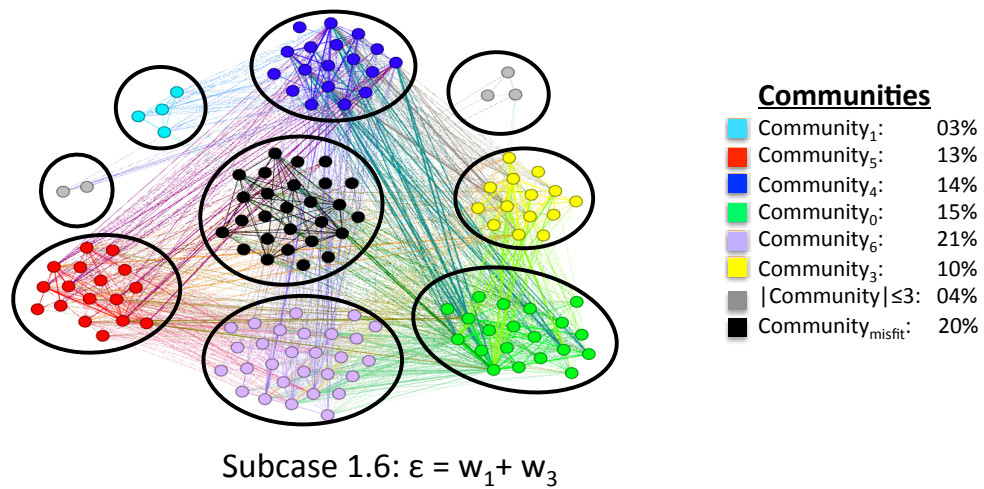 Communities
Community₁: 03%
Community₅: 13%
Community₄: 14%
Community₀: 15%
Community₆: 21%
Community₃: 10%
|Community|≤3: 04%
Communityₘᵢₛfᵢₜ: 20%
Subcase 1.6: ε = w₁+ w₃